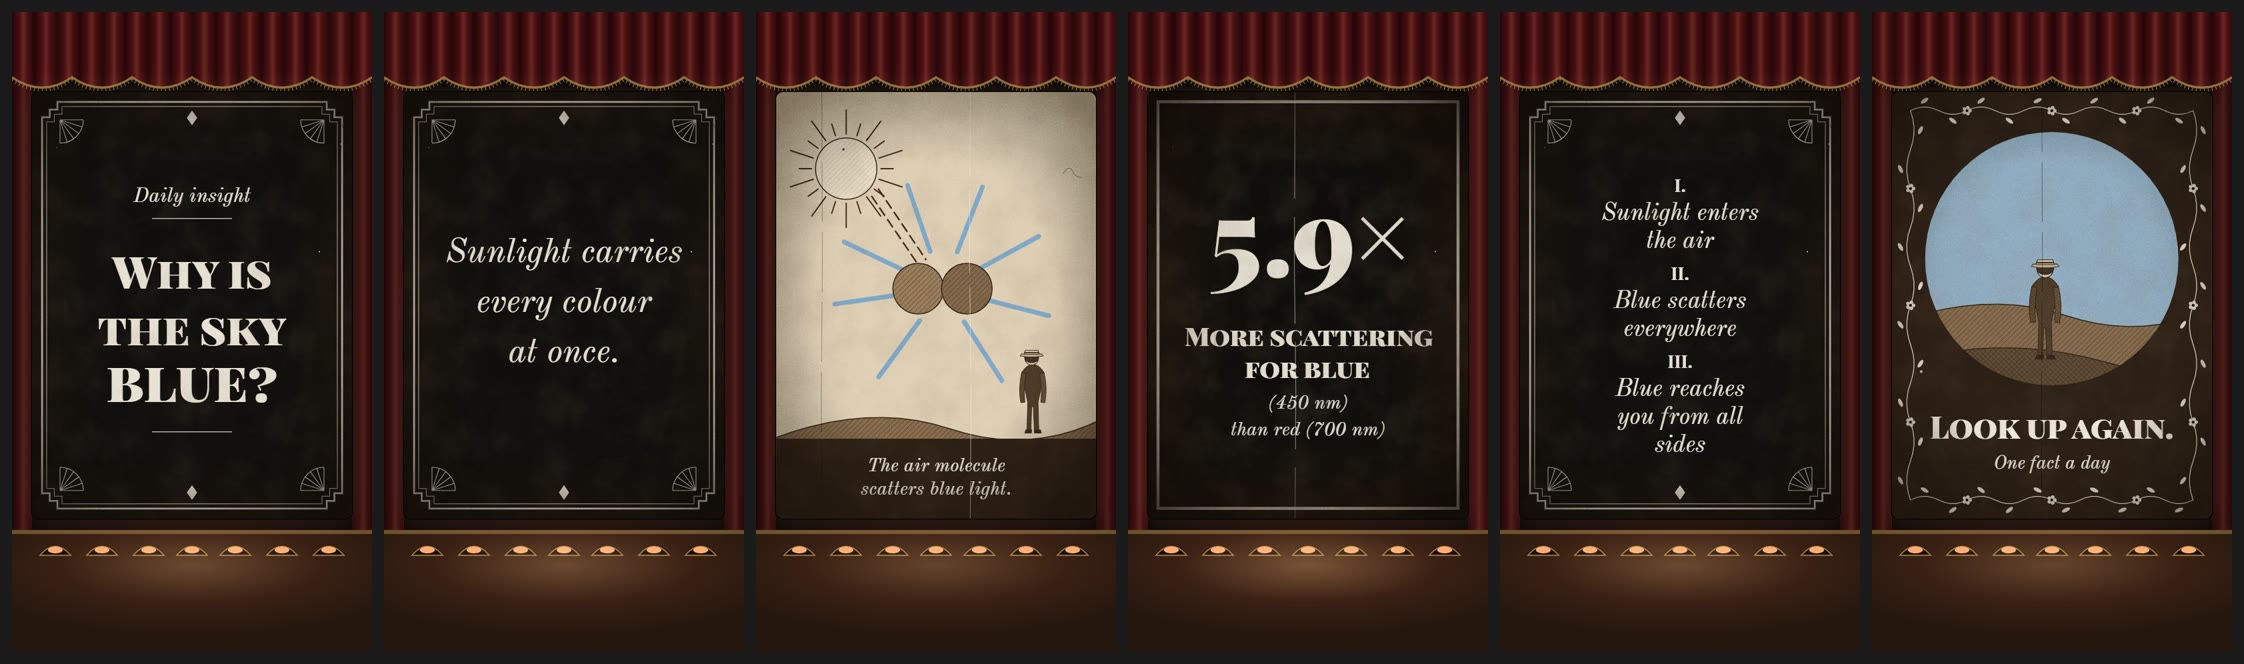 Daily insight
WHY IS
THE SKY
BLUE?
Sunlight carries
every colour
at once.
The air molecule
scatters blue light.
5.9×
MORE SCATTERING
FOR BLUE
(450 nm)
than red (700 nm)
I.
Sunlight enters
the air
II.
Blue scatters
everywhere
III.
Blue reaches
you from all
sides
LOOK UP AGAIN.
One fact a day